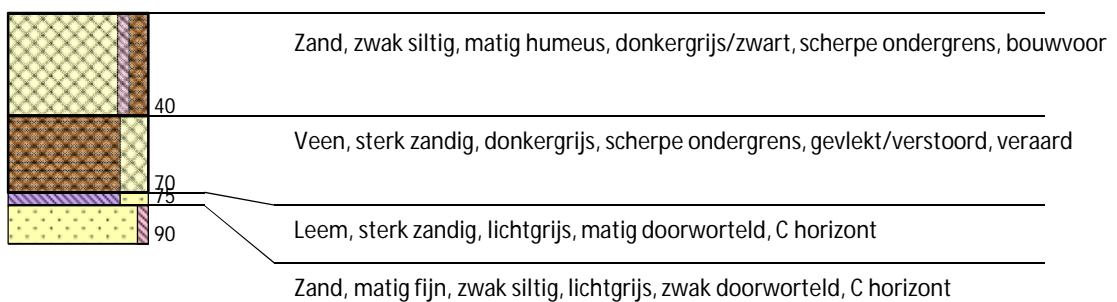 Zand, zwak siltig, matig humeus, donkergrijs/zwart, scherpe ondergrens, bouwvoor
40
Veen, sterk zandig, donkergrijs, scherpe ondergrens, gevlekt/verstoord, veraard
70
75
Leem, sterk zandig, lichtgrijs, matig doorworteld, C horizont
90
Zand, matig fijn, zwak siltig, lichtgrijs, zwak doorworteld, C horizont